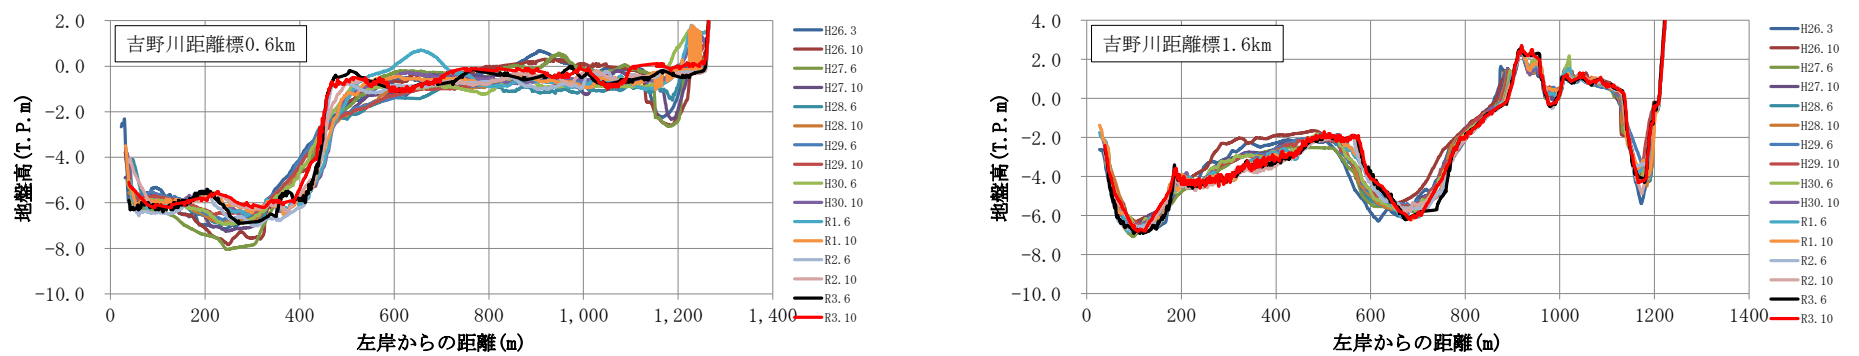 吉野川距離標0.6km
地盤高(T.P.m)
2.0
0.0
-2.0
-4.0
-6.0
-8.0
-10.0
0 200 400 600 800 1,000 1,200 1,400
左岸からの距離(m)
H26.3
H26.10
H27.6
H27.10
H28.6
H28.10
H29.6
H29.10
H30.6
H30.10
R1.6
R1.10
R2.6
R2.10
R3.6
R3.10
吉野川距離標1.6km
地盤高(T.P.m)
4.0
2.0
0.0
-2.0
-4.0
-6.0
-8.0
-10.0
0 200 400 600 800 1000 1200 1400
左岸からの距離(m)
H26.3
H26.10
H27.6
H27.10
H28.6
H28.10
H29.6
H29.10
H30.6
H30.10
R1.6
R1.10
R2.6
R2.10
R3.6
R3.10